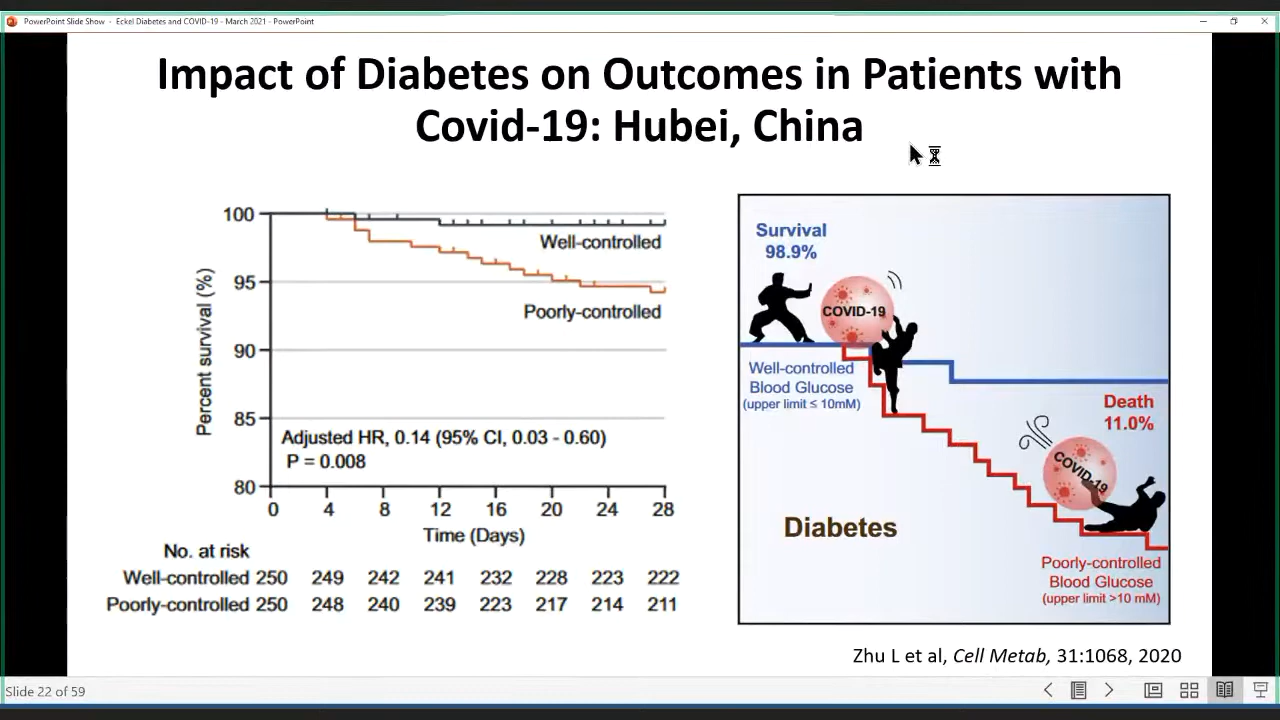 PowerPoint Slide Show - Eckel Diabetes and COVID-19 - March 2021 - PowerPoint
Impact of Diabetes on Outcomes in Patients with
Covid-19: Hubei, China
100
95
90
85
80
Percent survival (%)
Well-controlled
Poorly-controlled
Adjusted HR, 0.14 (95% CI, 0.03 - 0.60)
P = 0.008
0 4 8 12 16 20 24 28
Time (Days)
No. at risk
Well-controlled 250 249 242 241 232 228 223 222
Poorly-controlled 250 248 240 239 223 217 214 211
Survival
98.9%
COVID-19
Well-controlled
Blood Glucose
(upper limit ≤ 10mM)
Death
11.0%
COVID-19
Diabetes
Poorly-controlled
Blood Glucose
(upper limit >10 mM)
Zhu L et al, Cell Metab, 31:1068, 2020
Slide 22 of 59